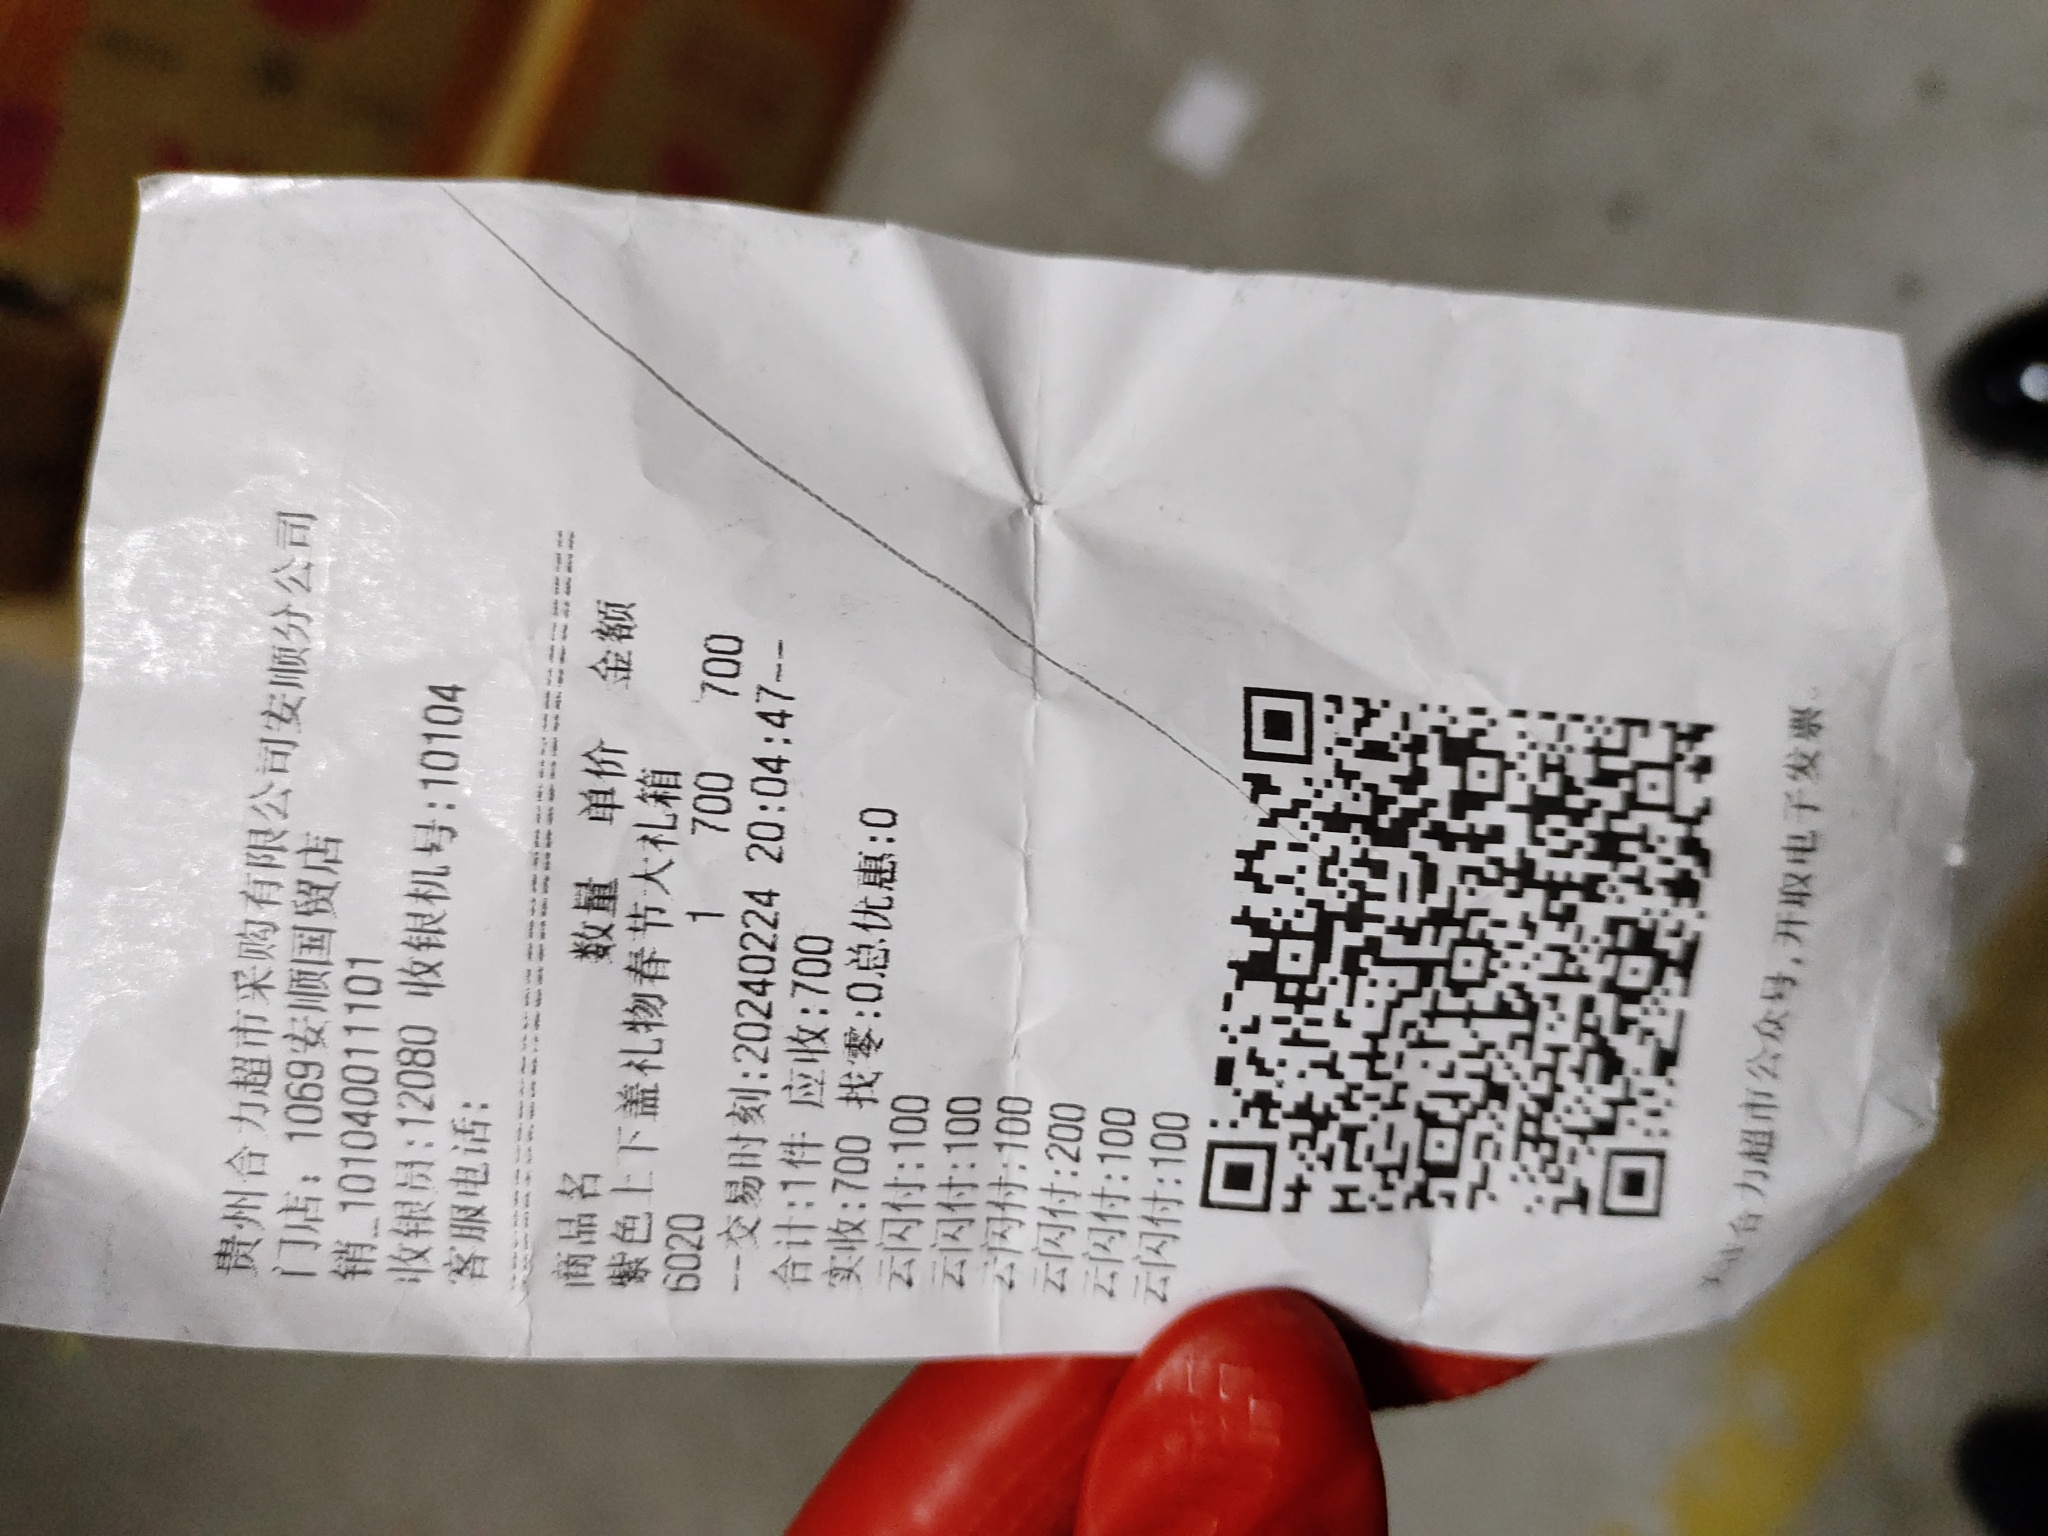 贵州合力超市采购有限公司安顺分公司
门店: 1069安顺国贸店
销_101040011101
收银员:12080 收银机号:10104
客服电话:
商品名 数量 单价 金额
紫色上下盖礼物春节大礼箱
6020 1 700 700
--交易时刻:20240224 20:04:47--
合计:1件 应收:700
实收:700 找零:0总优惠:0
云闪付:100
云闪付:100
云闪付:100
云闪付:200
云闪付:100
云闪付:100
合力超市公众号,开取电子发票。